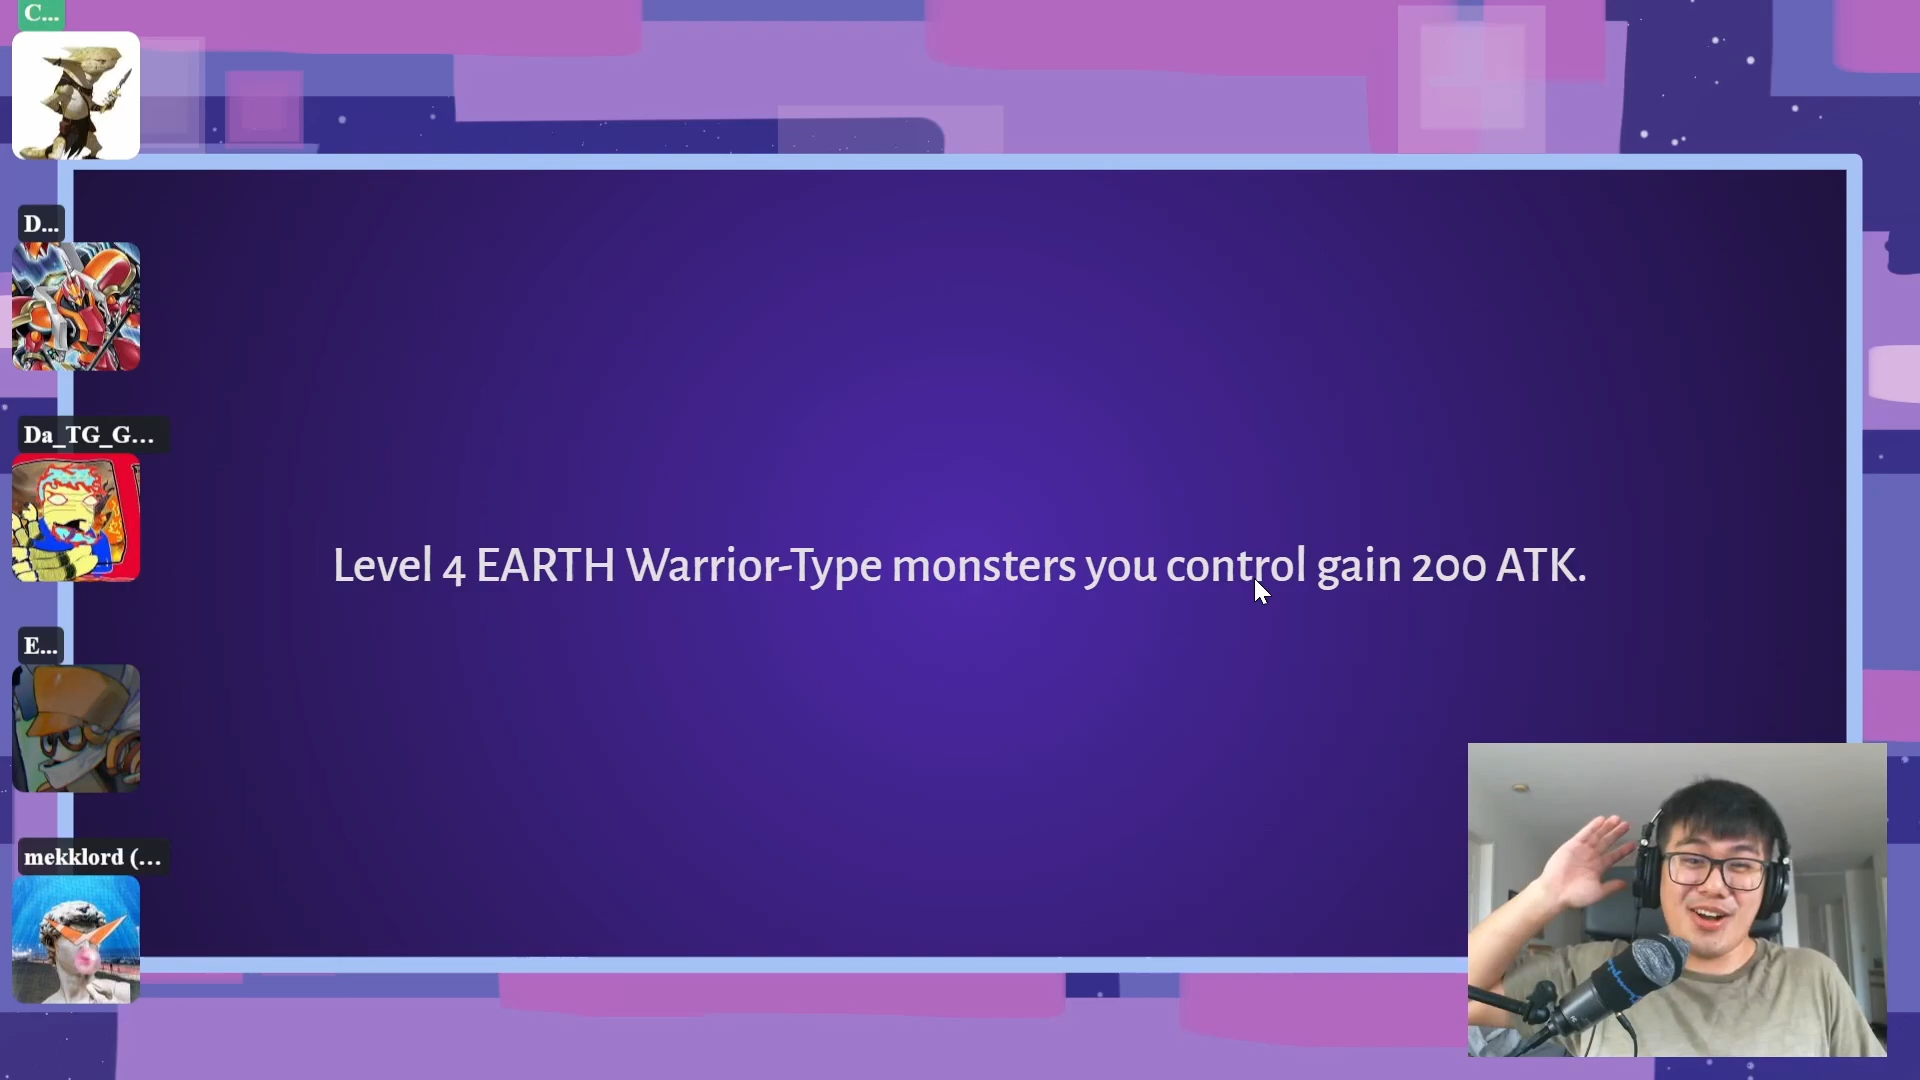 C...
D...
Da_TG_G...
E...
mekklord (...
Level 4 EARTH Warrior-Type monsters you control gain 200 ATK.